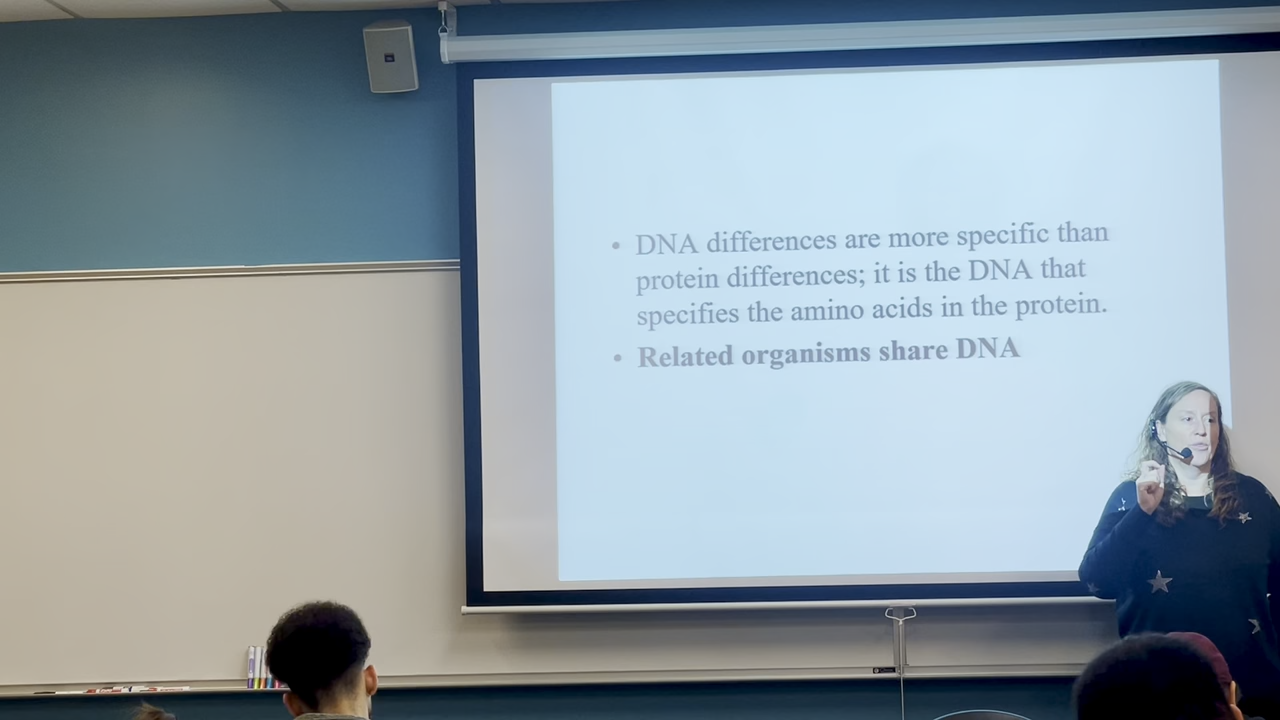 • DNA differences are more specific than
protein differences; it is the DNA that
specifies the amino acids in the protein.
• Related organisms share DNA